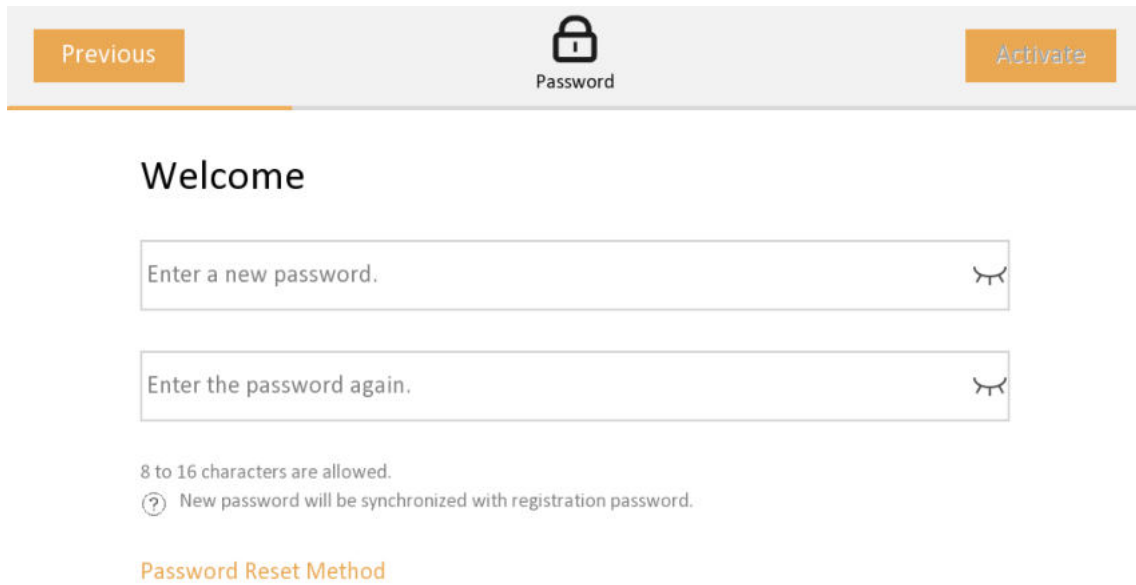 Previous
Password
Activate
Welcome
Enter a new password.
Enter the password again.
8 to 16 characters are allowed.
? New password will be synchronized with registration password.
Password Reset Method